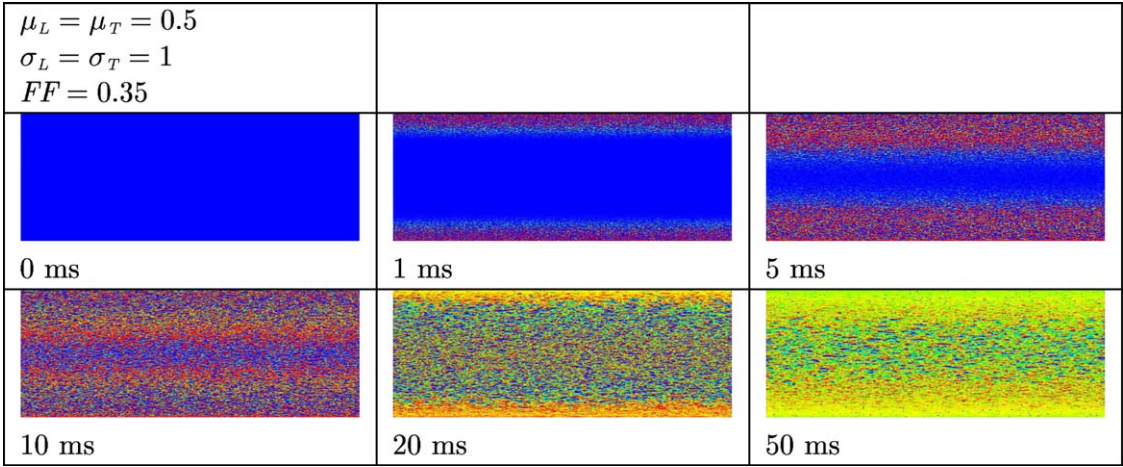 μ_L = μ_T = 0.5
σ_L = σ_T = 1
FF = 0.35
0 ms
1 ms
5 ms
10 ms
20 ms
50 ms